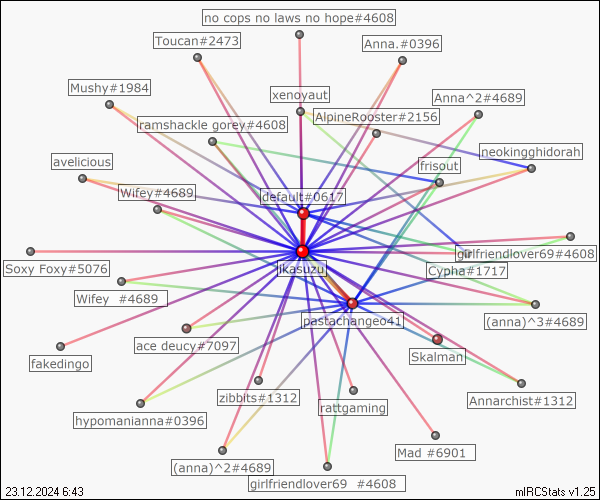 no cops no laws no hope#4608
Toucan#2473
Anna.#0396
Mushy#1984
xenoyaut
Anna^2#4689
ramshackle gorey#4608
AlpineRooster#2156
avelicious
frisout
neokingghidorah
Wifey#4689
default#0617
girlfriendlover69#4608
Soxy Foxy#5076
jkasuzu
Cypha#1717
Wifey  #4689
pastachangeo41
(anna)^3#4689
ace deucy#7097
Skalman
fakedingo
zibblts#1312
rattgaming
Annarchist#1312
hypomanianna#0396
Mad #6901
(anna)^2#4689
girlfriendlover69  #4608
23.12.2024 6:43
mIRCStats v1.25